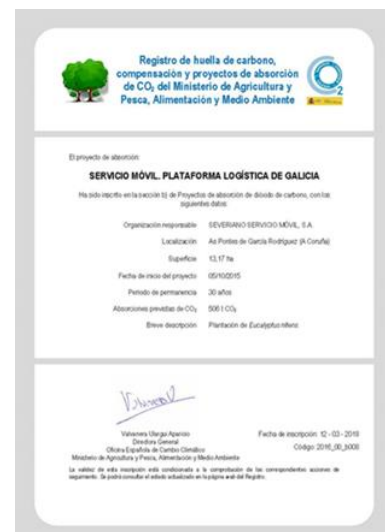 Registro de huella de carbono,
compensación y proyectos de absorción
de CO₂ del Ministerio de Agricultura y
Pesca, Alimentación y Medio Ambiente
El proyecto de absorción:
SERVICIO MÓVIL. PLATAFORMA LOGÍSTICA DE GALICIA
Ha sido inscrito en la sección b) de Proyectos de absorción de dióxido de carbono, con los
siguientes datos:
Organización responsable SEVERIANO SERVICIO MÓVIL, S.A.
Localización As Pontes de García Rodríguez (A Coruña)
Superficie 13,17 ha
Fecha de inicio del proyecto 05/10/2015
Periodo de permanencia 30 años
Absorciones previstas de CO₂ 506 t CO₂
Breve descripción Plantación de Eucalyptus nitens
Valvanera Ulargui Aparicio
Directora General
Oficina Española de Cambio Climático
Ministerio de Agricultura y Pesca, Alimentación y Medio Ambiente
Fecha de inscripción: 12 - 03 - 2018
Código: 2016_00_b006
La validez de esta inscripción está condicionada a la comprobación de las correspondientes acciones de
seguimiento. Se podrá consultar el estado actualizado en la página web del Registro.